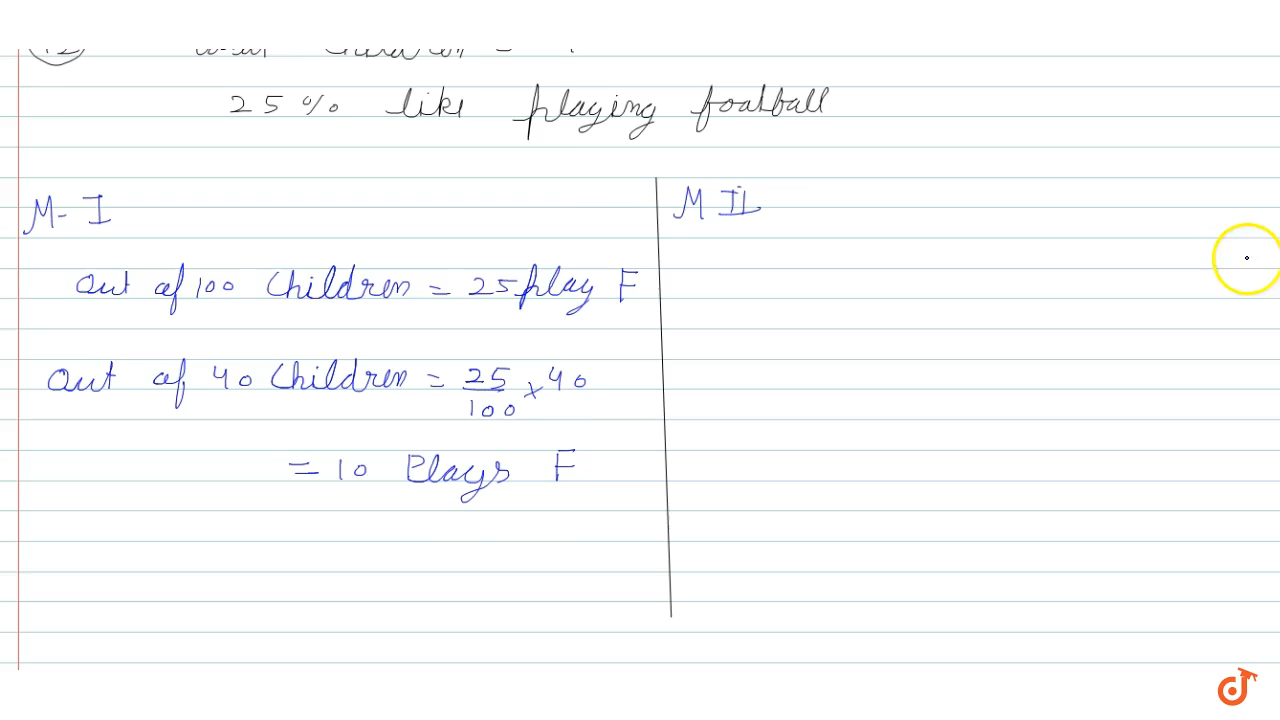 25% like playing football
M- I
Out of 100 Children = 25 play F
Out of 40 Children = 25/100 × 40
= 10 Plays F
M II